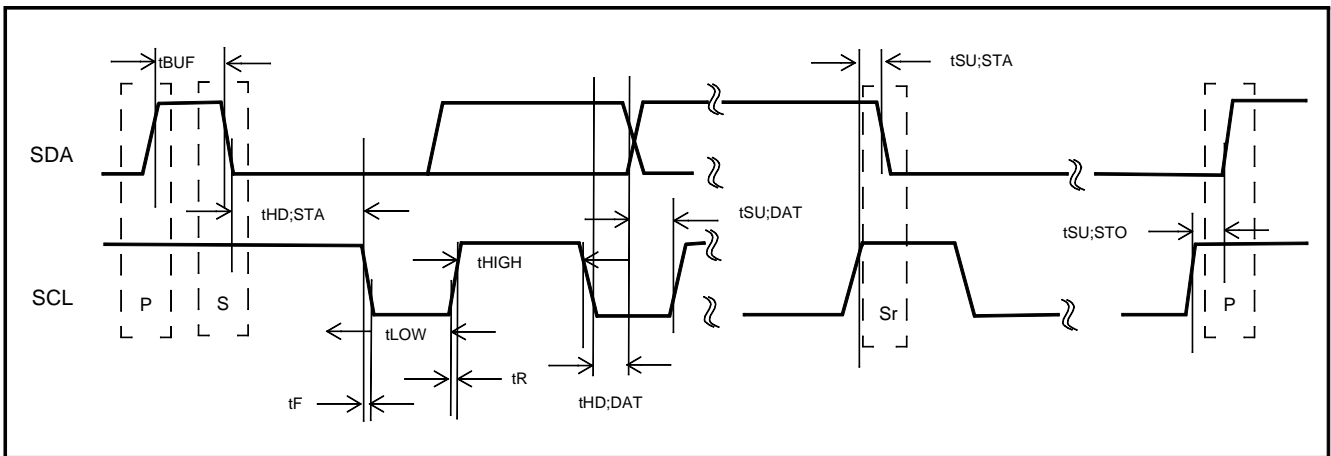 tBUF
tSU;STA
SDA
tHD;STA
tSU;DAT
tSU;STO
tHIGH
SCL
P
S
Sr
P
tLOW
tR
tF
tHD;DAT